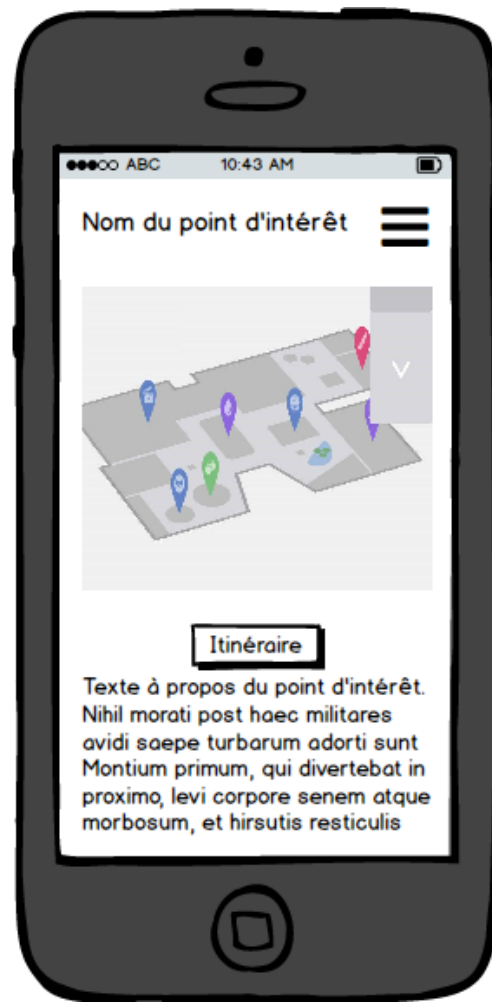 ABC 10:43 AM
Nom du point d'intérêt
Itinéraire
Texte à propos du point d'intérêt.
Nihil morati post haec militares
avidi saepe turbarum adorti sunt
Montium primum, qui divertebat in
proximo, levi corpore senem atque
morbosum, et hirsutis resticulis